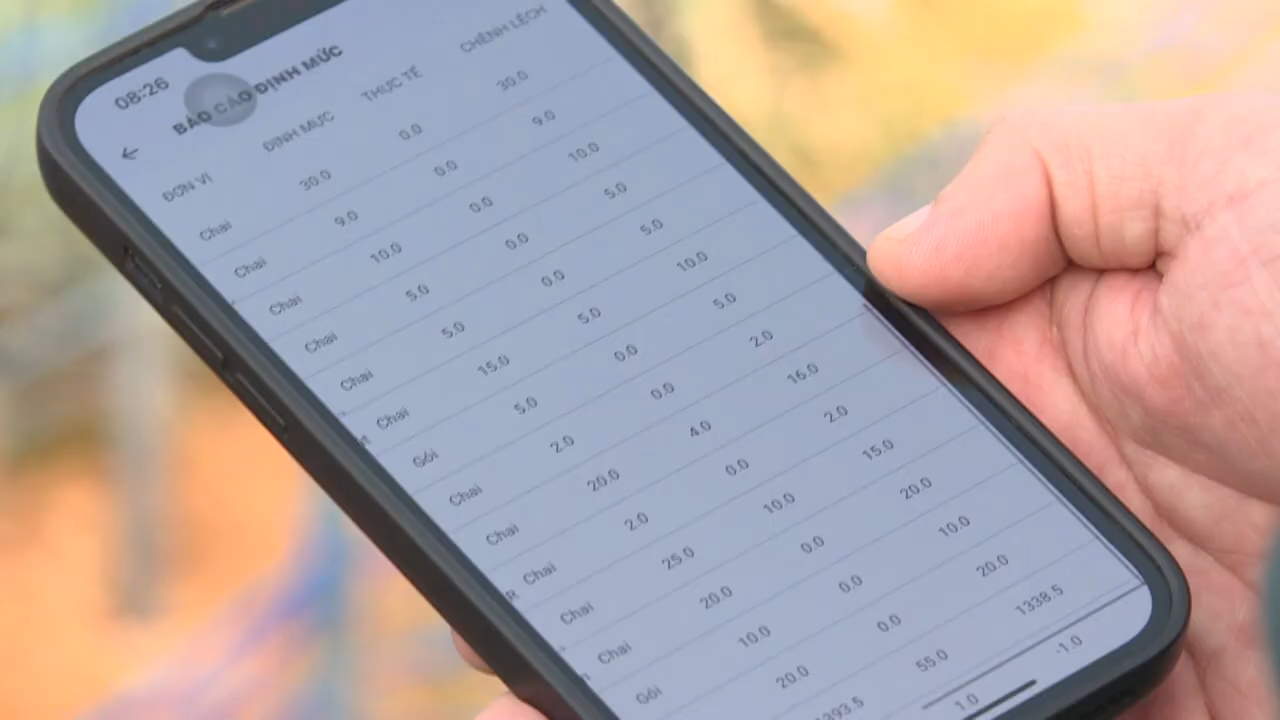 08:26
BÁO CÁO ĐỊNH MỨC
ĐƠN VỊ ĐỊNH MỰC THỰC TẾ CHÊNH LỆCH
Chai 30.0 0.0 30.0
Chai 9.0 0.0 9.0
Chai 10.0 0.0 10.0
Chai 5.0 0.0 5.0
Chai 5.0 0.0 5.0
Chai 15.0 5.0 10.0
Gói 5.0 0.0 5.0
Chai 2.0 0.0 2.0
Chai 20.0 4.0 16.0
Chai 2.0 0.0 2.0
Chai 25.0 10.0 15.0
Chai 20.0 0.0 20.0
Gói 10.0 0.0 10.0
20.0 0.0 20.0
55.0 1338.5
1.0 -1.0